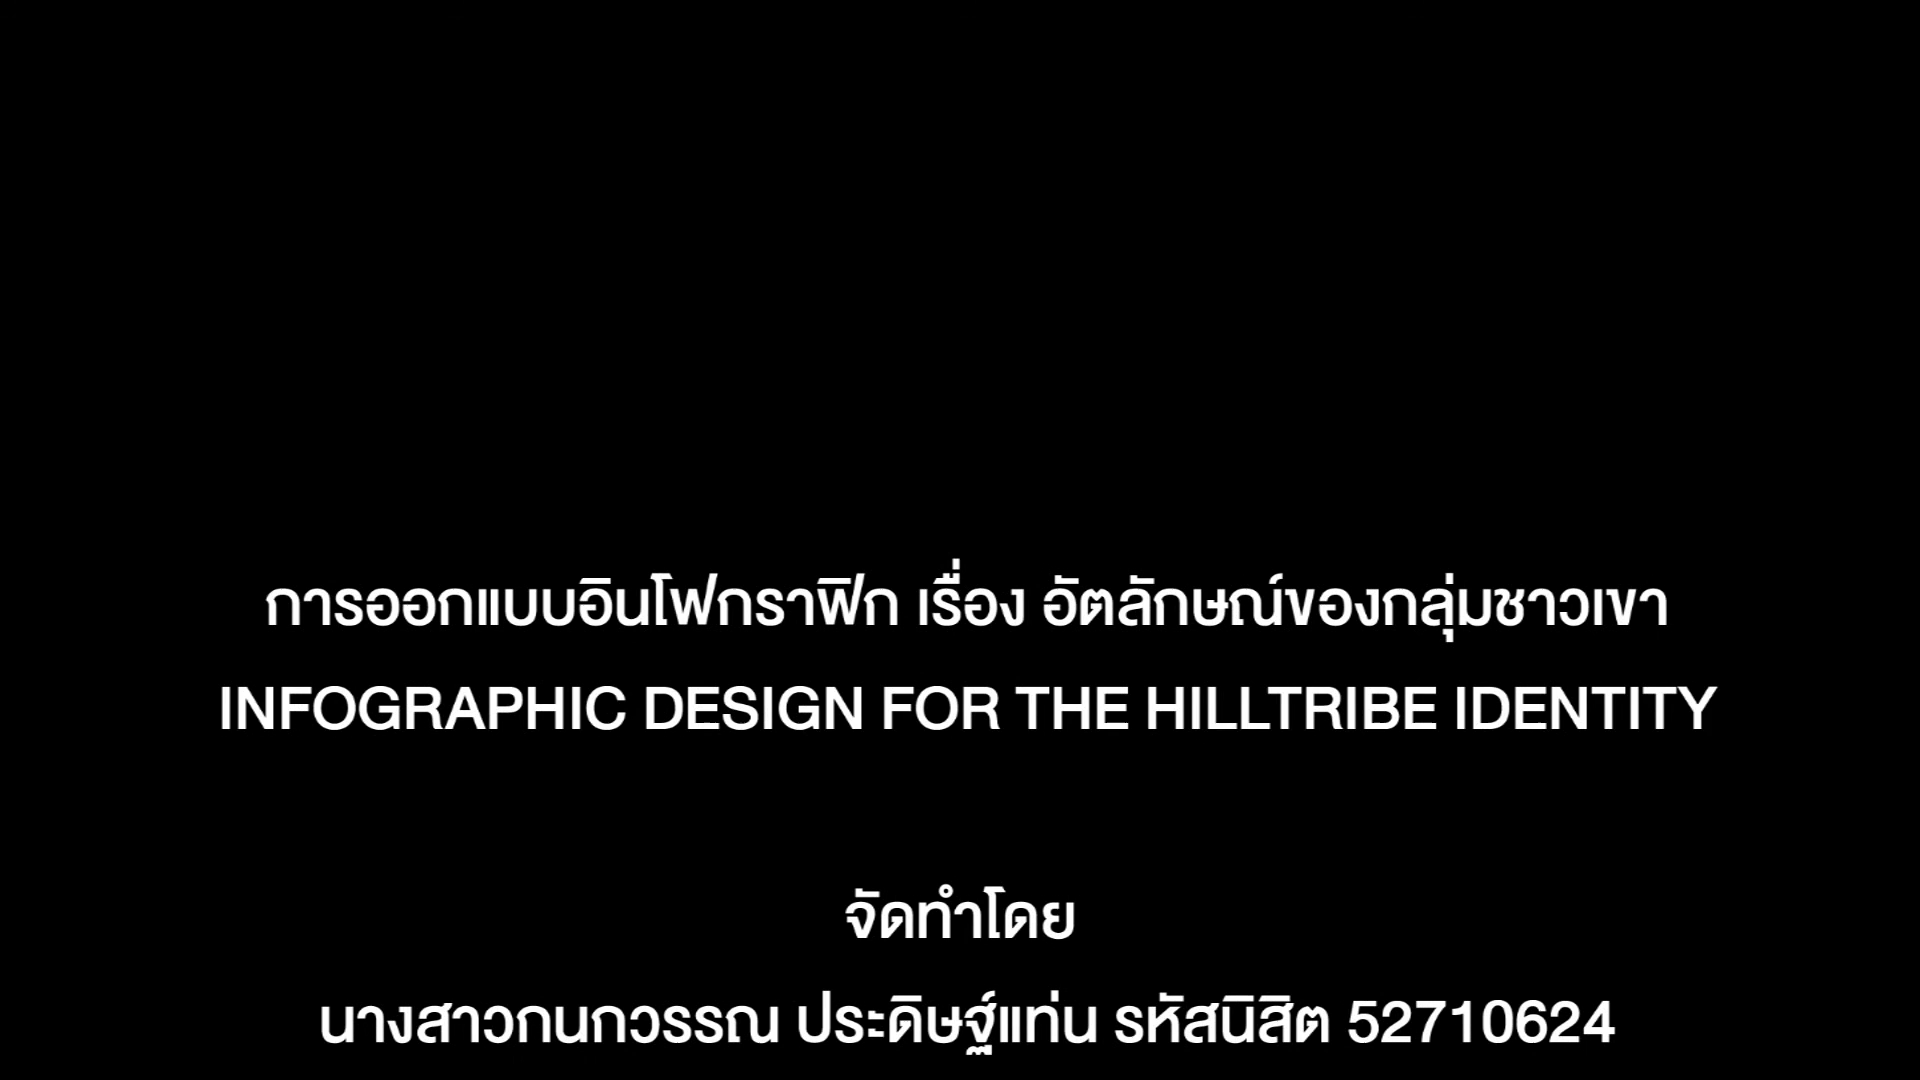 การออกแบบอินโฟกราฟิก เรื่อง อัตลักษณ์ของกลุ่มชาวเขา
INFOGRAPHIC DESIGN FOR THE HILLTRIBE IDENTITY
จัดทำโดย
นางสาวกนกวรรณ ประดิษฐ์แท่น รหัสนิสิต 52710624